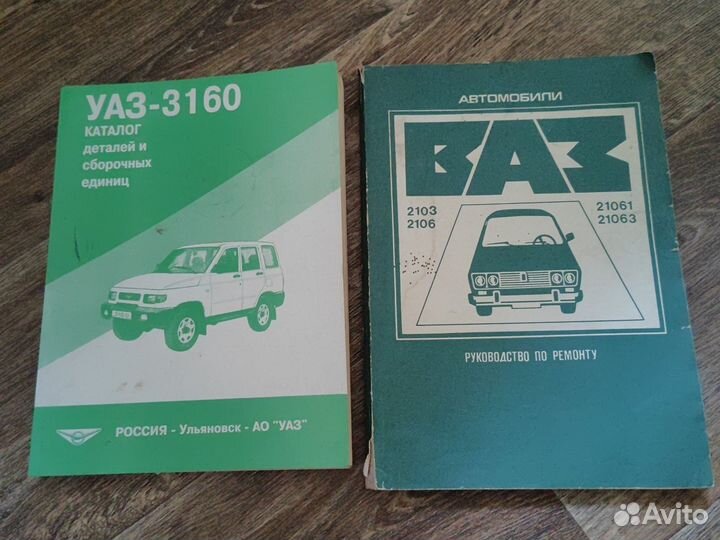 УАЗ-3160
КАТАЛОГ
деталей и
сборочных
единиц
РОССИЯ - Ульяновск - АО "УАЗ"
АВТОМОБИЛИ
ВАЗ
2103
2106
21061
21063
РУКОВОДСТВО ПО РЕМОНТУ
Avito